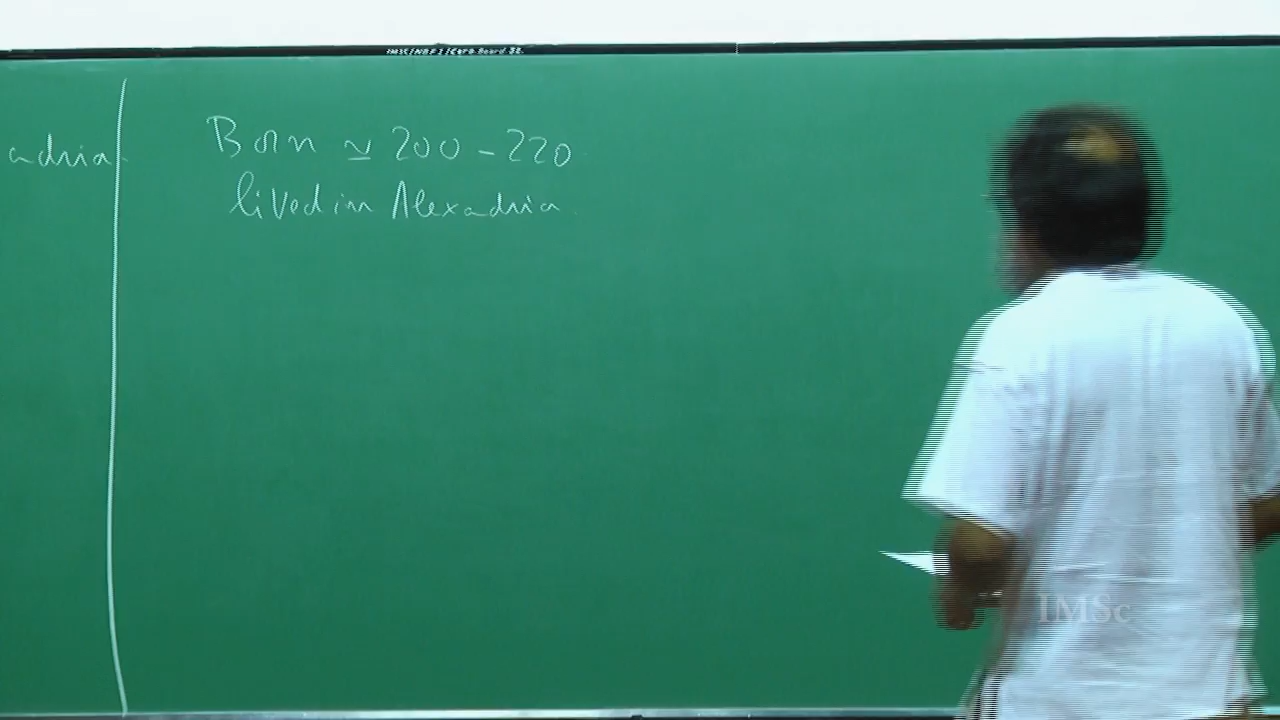 adria
Born ≃ 200 - 220
lived in Alexadria
IMSc